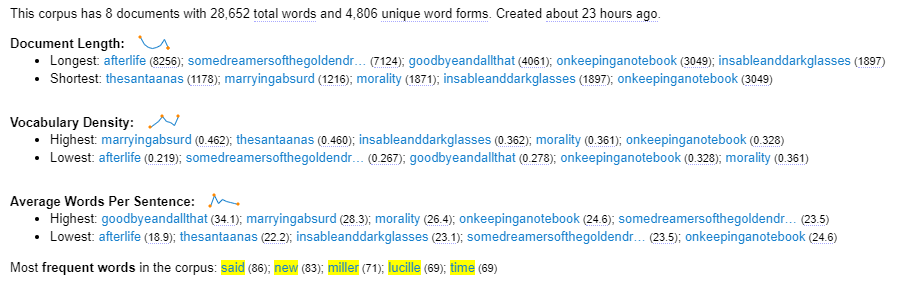 This corpus has 8 documents with 28,652 total words and 4,806 unique word forms. Created about 23 hours ago.
Document Length:
• Longest: afterlife (8256); somedreamersofthegoldendr… (7124); goodbyeandallthat (4061); onkeepinganotebook (3049); insableanddarkglasses (1897)
• Shortest: thesantaanas (1178); marryingabsurd (1216); morality (1871); insableanddarkglasses (1897); onkeepinganotebook (3049)
Vocabulary Density:
• Highest: marryingabsurd (0.462); thesantaanas (0.460); insableanddarkglasses (0.362); morality (0.361); onkeepinganotebook (0.328)
• Lowest: afterlife (0.219); somedreamersofthegoldendr… (0.267); goodbyeandallthat (0.278); onkeepinganotebook (0.328); morality (0.361)
Average Words Per Sentence:
• Highest: goodbyeandallthat (34.1); marryingabsurd (28.3); morality (26.4); onkeepinganotebook (24.6); somedreamersofthegoldendr… (23.5)
• Lowest: afterlife (18.9); thesantaanas (22.2); insableanddarkglasses (23.1); somedreamersofthegoldendr… (23.5); onkeepinganotebook (24.6)
Most frequent words in the corpus: said (86); new (83); miller (71); lucille (69); time (69)